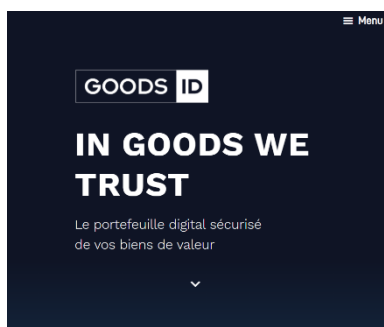 Menu
GOODS ID
IN GOODS WE
TRUST
Le portefeuille digital sécurisé
de vos biens de valeur